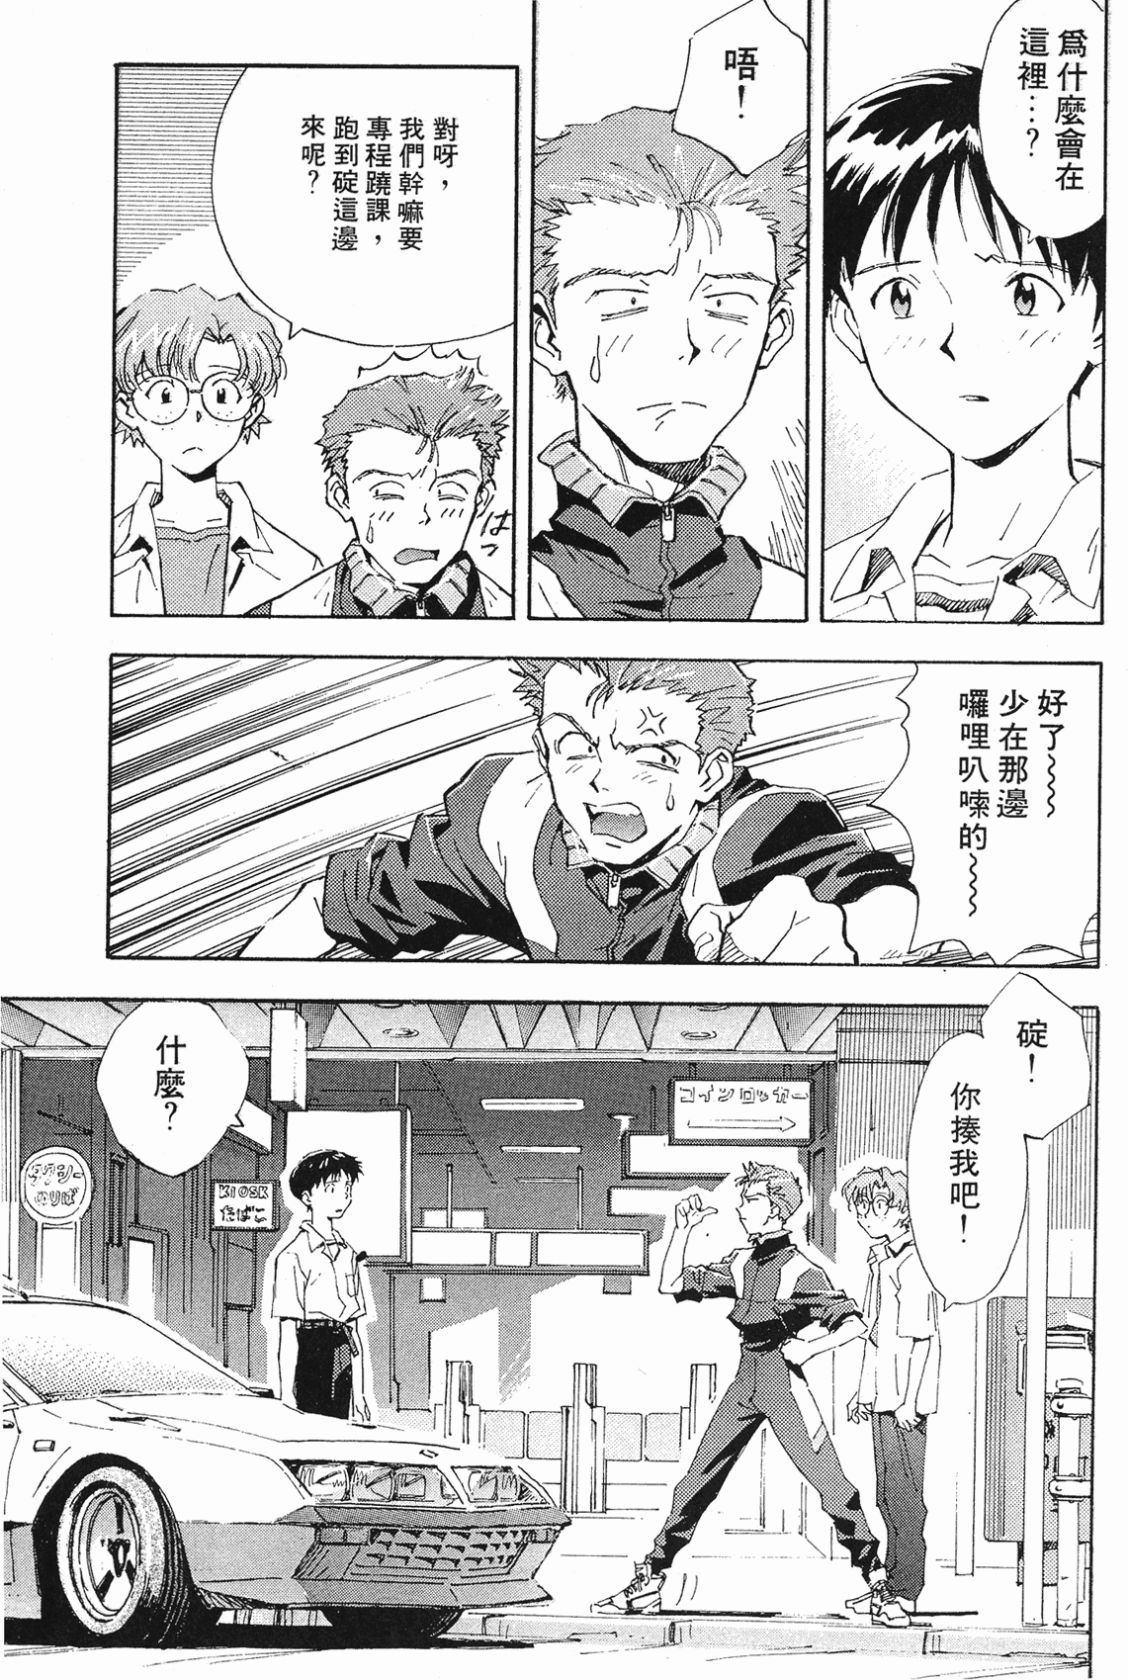 爲什麼會在
這裡…?
唔!
對呀，
我們幹嘛要
專程蹺課，
跑到碇這邊
來呢?
はっ
好了~~~
少在那邊
囉哩叭嗦的~~~
碇!
你揍我吧!
什麼?
コインロッカー
タクシー
のりば
KIOSK
たばこ